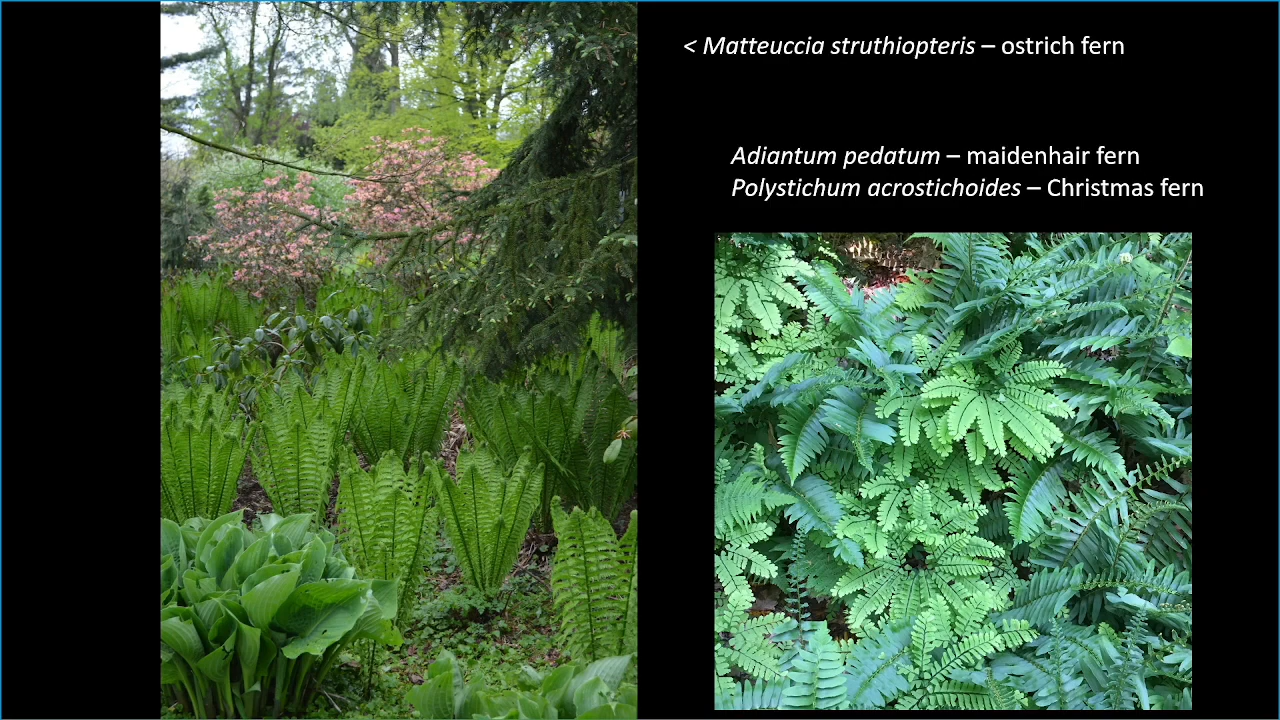 < Matteuccia struthiopteris – ostrich fern
Adiantum pedatum – maidenhair fern
Polystichum acrostichoides – Christmas fern